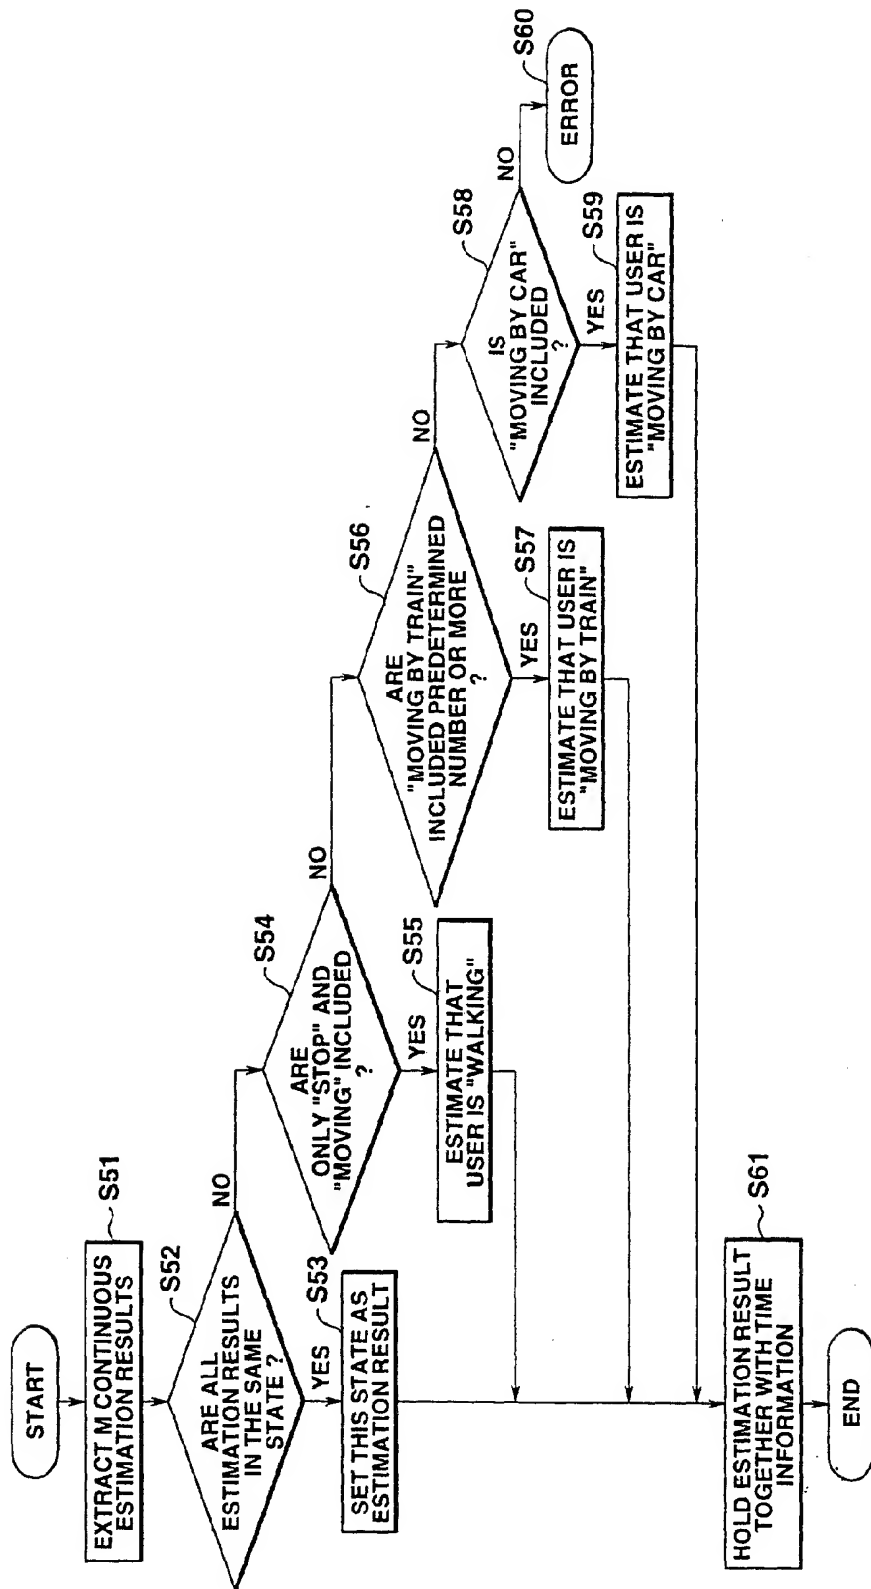 START
EXTRACT M CONTINUOUS
ESTIMATION RESULTS
S51
ARE ALL
ESTIMATION RESULTS
IN THE SAME
STATE ?
S52
NO
YES
SET THIS STATE AS
ESTIMATION RESULT
S53
ARE
ONLY "STOP" AND
"MOVING" INCLUDED
?
S54
NO
YES
ESTIMATE THAT
USER IS "WALKING"
S55
ARE
"MOVING BY TRAIN"
INCLUDED PREDETERMINED
NUMBER OR MORE
?
S56
NO
YES
ESTIMATE THAT USER IS
"MOVING BY TRAIN"
S57
IS
"MOVING BY CAR"
INCLUDED
?
S58
NO
YES
ESTIMATE THAT USER IS
"MOVING BY CAR"
S59
ERROR
S60
HOLD ESTIMATION RESULT
TOGETHER WITH TIME
INFORMATION
S61
END